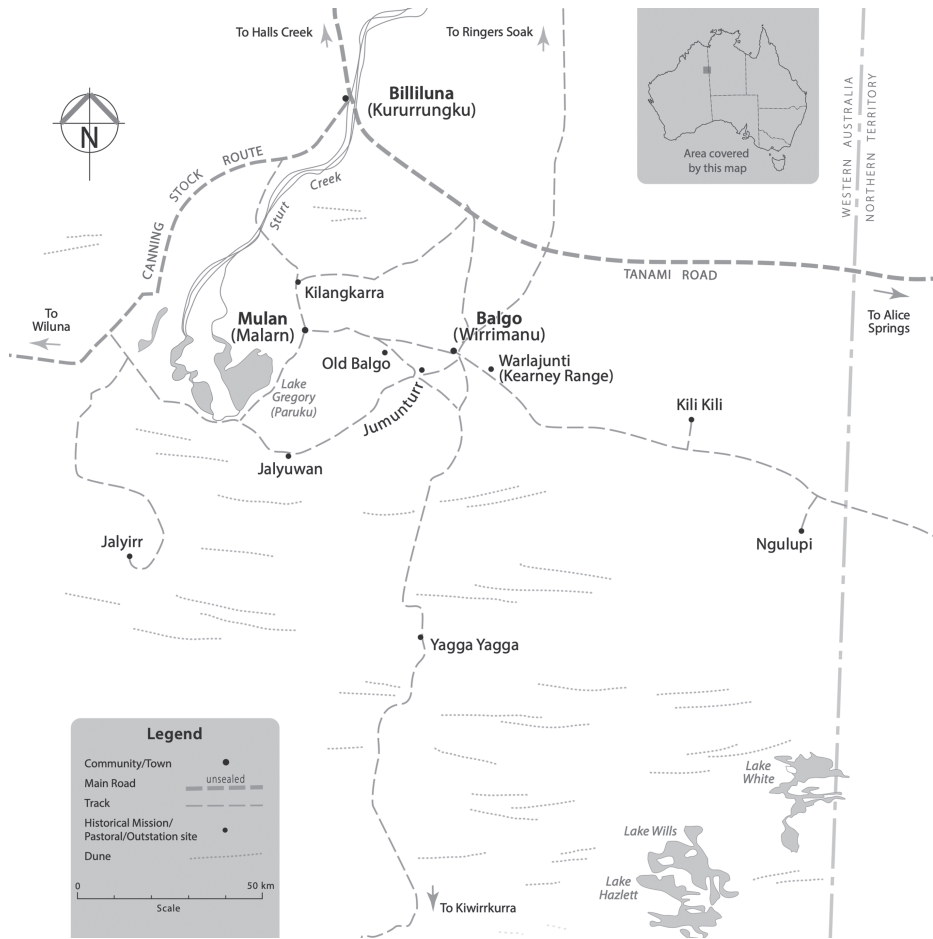 To Halls Creek
To Ringers Soak
N
Billiluna
(Kururrungku)
Area covered
by this map
WESTERN AUSTRALIA
NORTHERN TERRITORY
CANNING STOCK ROUTE
Sturt Creek
TANAMI ROAD
Kilangkarra
To
Wiluna
Mulan
(Malarn)
Balgo
(Wirrimanu)
To Alice
Springs
Old Balgo
Warlajunti
(Kearney Range)
Lake
Gregory
(Paruku)
Jumunturr
Kili Kili
Jalyuwan
Jalyirr
Ngulupi
Yagga Yagga
Lake
White
Lake Wills
Lake
Hazlett
To Kiwirrkurra
Legend
Community/Town
Main Road
unsealed
Track
Historical Mission/
Pastoral/Outstation site
Dune
0
50 km
Scale